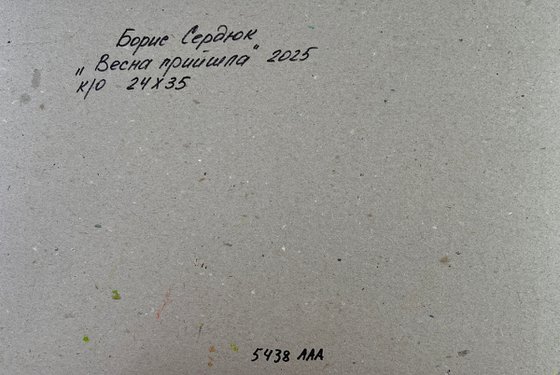 Борис Сердюк
„Весна прийшла" 2025
к/о 24х35
5438 ААА